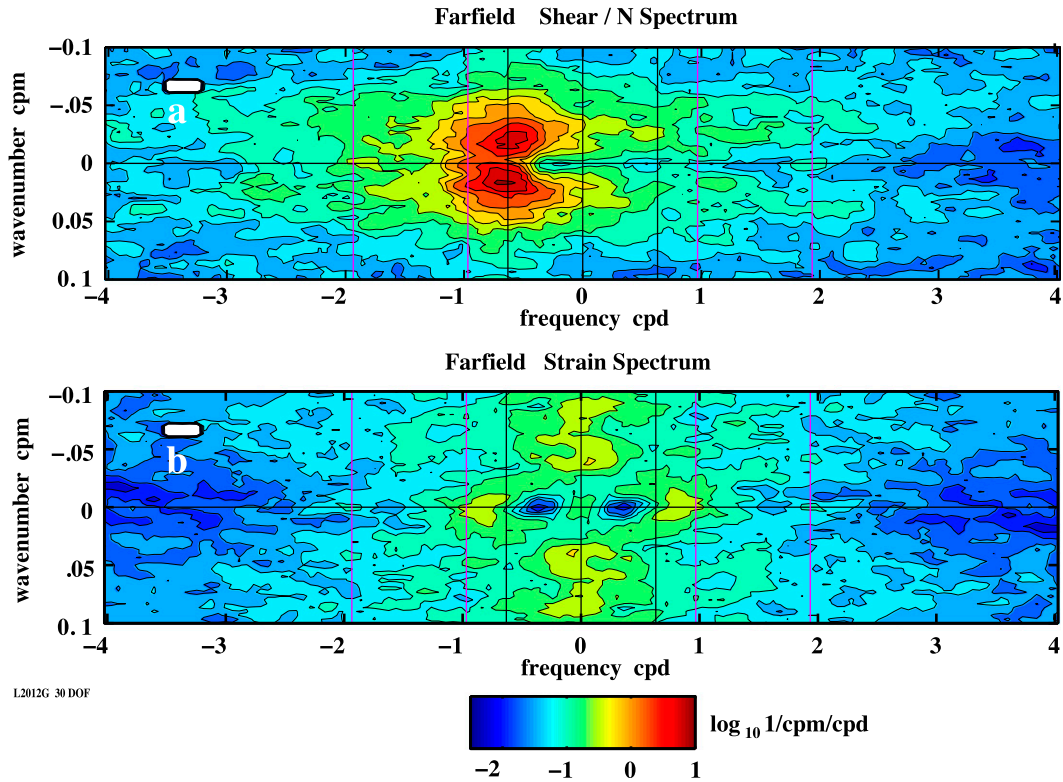 Farfield Shear / N Spectrum
-0.1
-0.05
0
0.05
0.1
wavenumber cpm
a
-4 -3 -2 -1 0 1 2 3 4
frequency cpd
Farfield Strain Spectrum
-0.1
-0.05
0
.05
0.1
wavenumber cpm
b
-4 -3 -2 -1 0 1 2 3 4
frequency cpd
L2012G 30 DOF
log 10 1/cpm/cpd
-2 -1 0 1